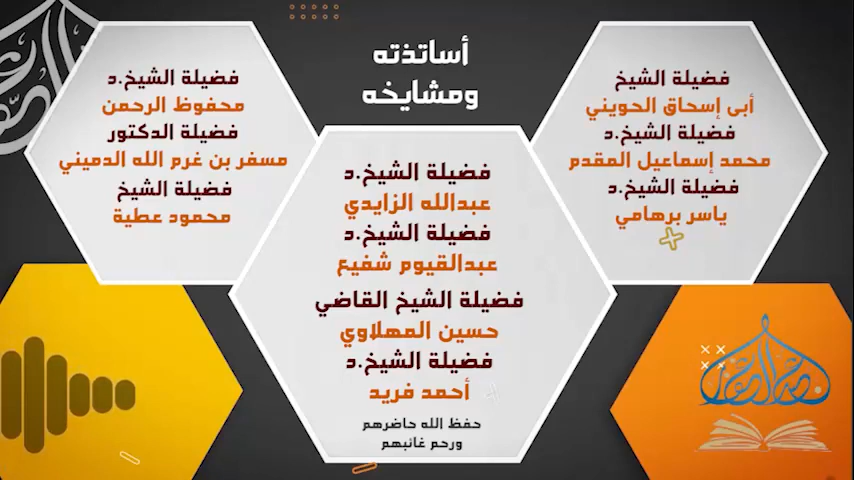 أساتذته
ومشايخه
فضيلة الشيخ
أبى إسحاق الحويني
فضيلة الشيخ.د
محمد إسماعيل المقدم
فضيلة الشيخ.د
ياسر برهامي
فضيلة الشيخ.د
عبدالله الزايدي
فضيلة الشيخ.د
عبدالقيوم شفيع
فضيلة الشيخ القاضي
حسين المهلاوي
فضيلة الشيخ.د
أحمد فريد
حفظ الله حاضرهم
ورحم غائبهم
فضيلة الشيخ.د
محفوظ الرحمن
فضيلة الدكتور
مسفر بن غرم الله الدميني
فضيلة الشيخ
محمود عطية